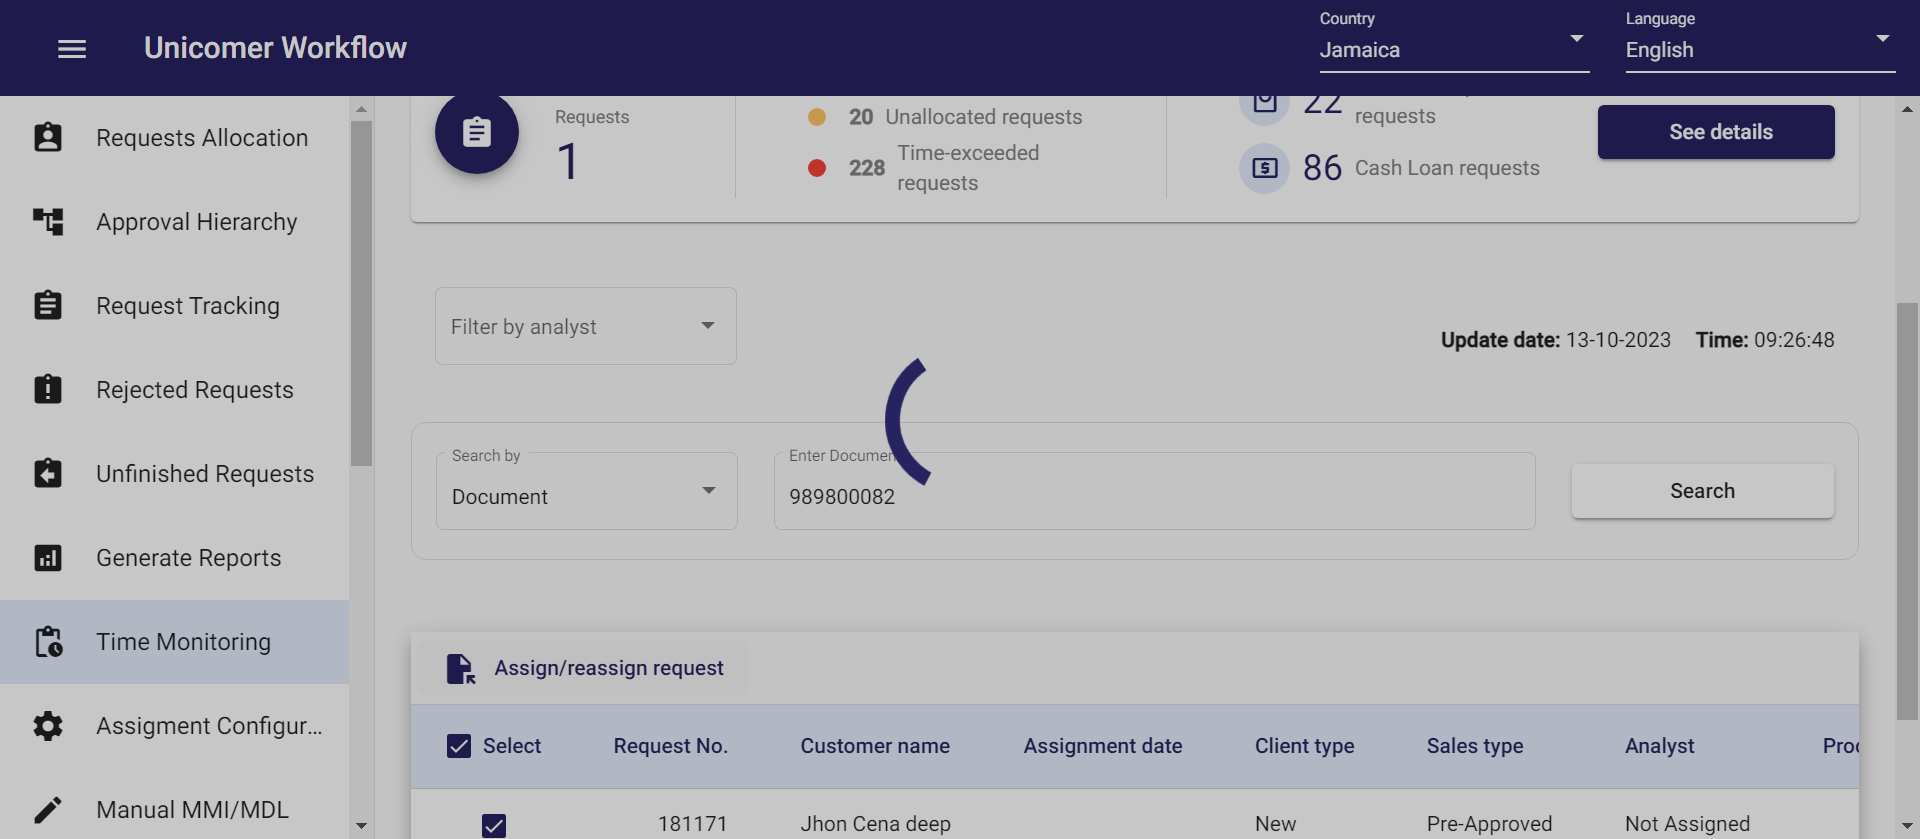 Unicomer Workflow
Country
Jamaica
Language
English
Requests Allocation
Approval Hierarchy
Request Tracking
Rejected Requests
Unfinished Requests
Generate Reports
Time Monitoring
Assigment Configur...
Manual MMI/MDL
Requests
1
20 Unallocated requests
228 Time-exceeded
requests
22
requests
86 Cash Loan requests
See details
Filter by analyst
Update date: 13-10-2023 Time: 09:26:48
Search by
Document
Enter Documen
989800082
Search
Assign/reassign request
Select Request No. Customer name Assignment date Client type Sales type Analyst
181171 Jhon Cena deep New Pre-Approved Not Assigned